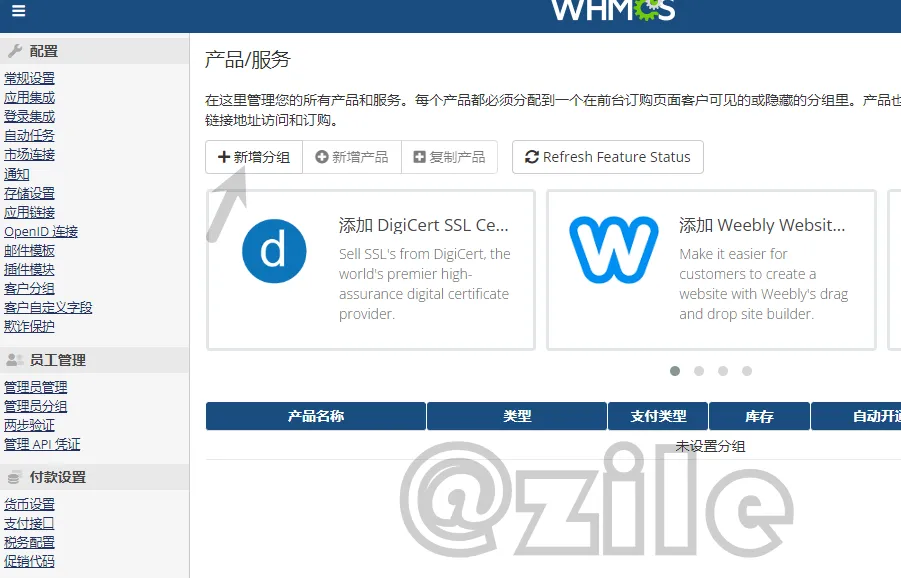 WHMCS
配置
常规设置
应用集成
登录集成
自动任务
市场连接
通知
存储设置
应用链接
OpenID 连接
邮件模板
插件模块
客户分组
客户自定义字段
欺诈保护
员工管理
管理员管理
管理员分组
两步验证
管理 API 凭证
付款设置
货币设置
支付接口
税务配置
促销代码
产品/服务
在这里管理您的所有产品和服务。每个产品都必须分配到一个在前台订购页面客户可见的或隐藏的分组里。产品也
链接地址访问和订购。
新增分组 新增产品 复制产品 Refresh Feature Status
d
添加 DigiCert SSL Ce...
Sell SSL's from DigiCert, the
world's premier high-
assurance digital certificate
provider.
W
添加 Weebly Websit...
Make it easier for
customers to create a
website with Weebly's drag
and drop site builder.
产品名称 类型 支付类型 库存 自动开通
未设置分组
@zile